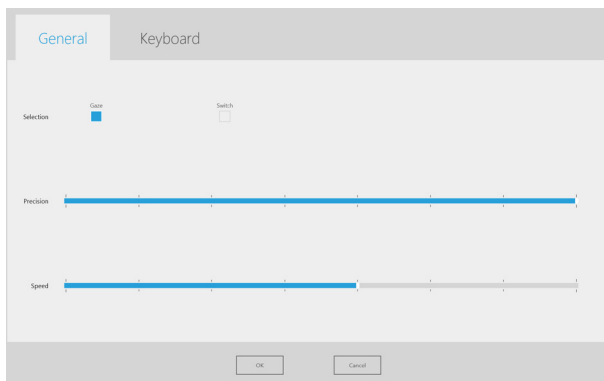 General Keyboard
Gaze Switch
Selection
Precision
Speed
OK Cancel